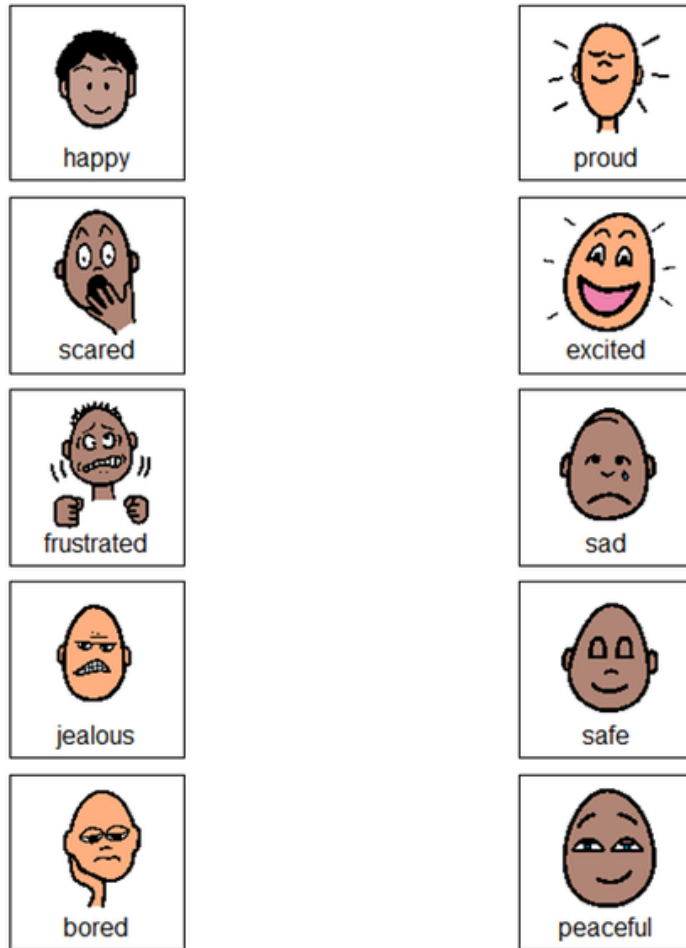 happy
proud
scared
excited
frustrated
sad
jealous
safe
bored
peaceful